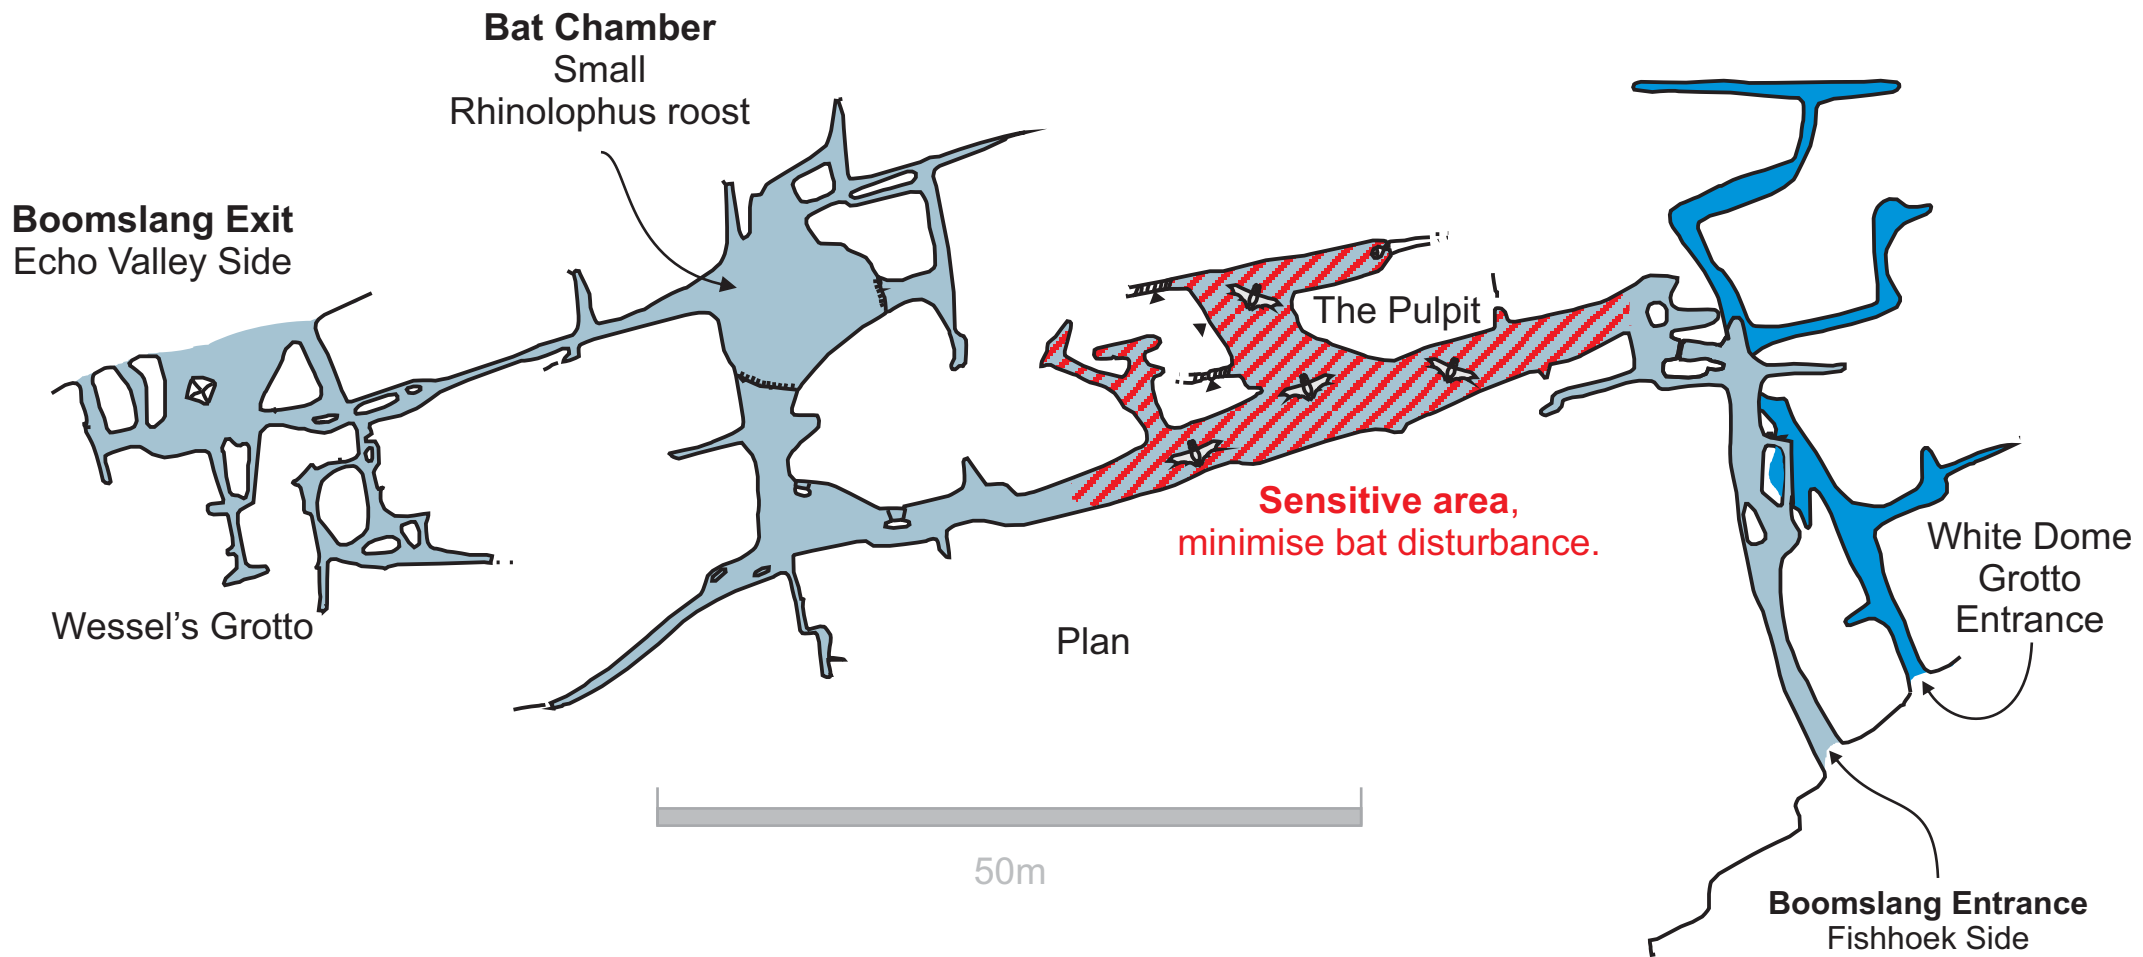 Bat Chamber
Small
Rhinolophus roost
Boomslang Exit
Echo Valley Side
The Pulpit
Sensitive area,
minimise bat disturbance.
White Dome
Grotto
Entrance
Wessel's Grotto
Plan
50m
Boomslang Entrance
Fishhoek Side